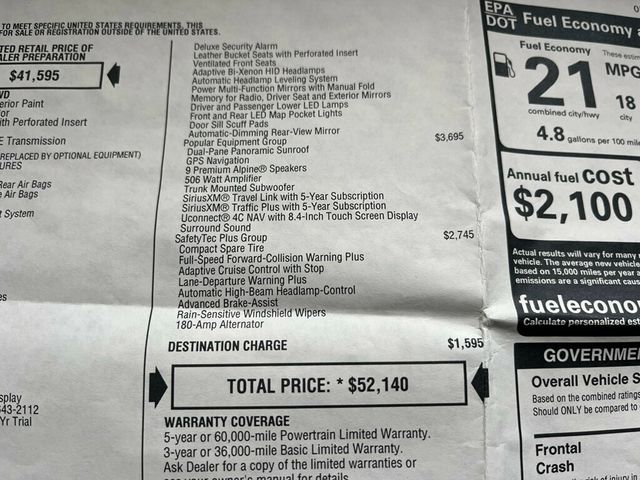 TO MEET SPECIFIC UNITED STATES REQUIREMENTS. THIS
FOR SALE OR REGISTRATION OUTSIDE OF THE UNITED STATES.
RETAIL PRICE OF
PREPARATION
$41,595
Paint
with Perforated Insert
Transmission
REPLACED BY OPTIONAL EQUIPMENT)
Rear Air Bags
Air Bags
System
Trial
Deluxe Security Alarm
Leather Bucket Seats with Perforated Insert
Ventilated Front Seats
Adaptive Bi-Xenon HID Headlamps
Automatic Headlamp Leveling System
Power Multi-Function Mirrors with Manual Fold
Memory for Radio, Driver Seat and Exterior Mirrors
Driver and Passenger Lower LED Lamps
Front and Rear LED Map Pocket Lights
Door Sill Scuff Pads
Automatic-Dimming Rear-View Mirror
Popular Equipment Group $3,695
Dual-Pane Panoramic Sunroof
GPS Navigation
9 Premium Alpine® Speakers
506 Watt Amplifier
Trunk Mounted Subwoofer
SiriusXM® Travel Link with 5-Year Subscription
SiriusXM® Traffic Plus with 5-Year Subscription
Uconnect® 4C NAV with 8.4-Inch Touch Screen Display
Surround Sound
SafetyTec Plus Group $2,745
Compact Spare Tire
Full-Speed Forward-Collision Warning Plus
Adaptive Cruise Control with Stop
Lane-Departure Warning Plus
Automatic High-Beam Headlamp-Control
Advanced Brake-Assist
Rain-Sensitive Windshield Wipers
180-Amp Alternator
DESTINATION CHARGE $1,595
TOTAL PRICE: * $52,140
WARRANTY COVERAGE
5-year or 60,000-mile Powertrain Limited Warranty.
3-year or 36,000-mile Basic Limited Warranty.
Ask Dealer for a copy of the limited warranties or
see your owner's manual for details.
EPA
DOT Fuel Economy
Fuel Economy
These
21 MPG
18
combined city/hwy city
4.8 gallons per 100 mile
Annual fuel cost
$2,100
Actual results will vary for many
vehicle. The average new vehicle
based on 15,000 miles per year
emissions are a significant caus
fuelecono
Calculate personalized est
GOVERNME
Overall Vehicle S
Based on the combined ratings
Should ONLY be compared to
Frontal
Crash